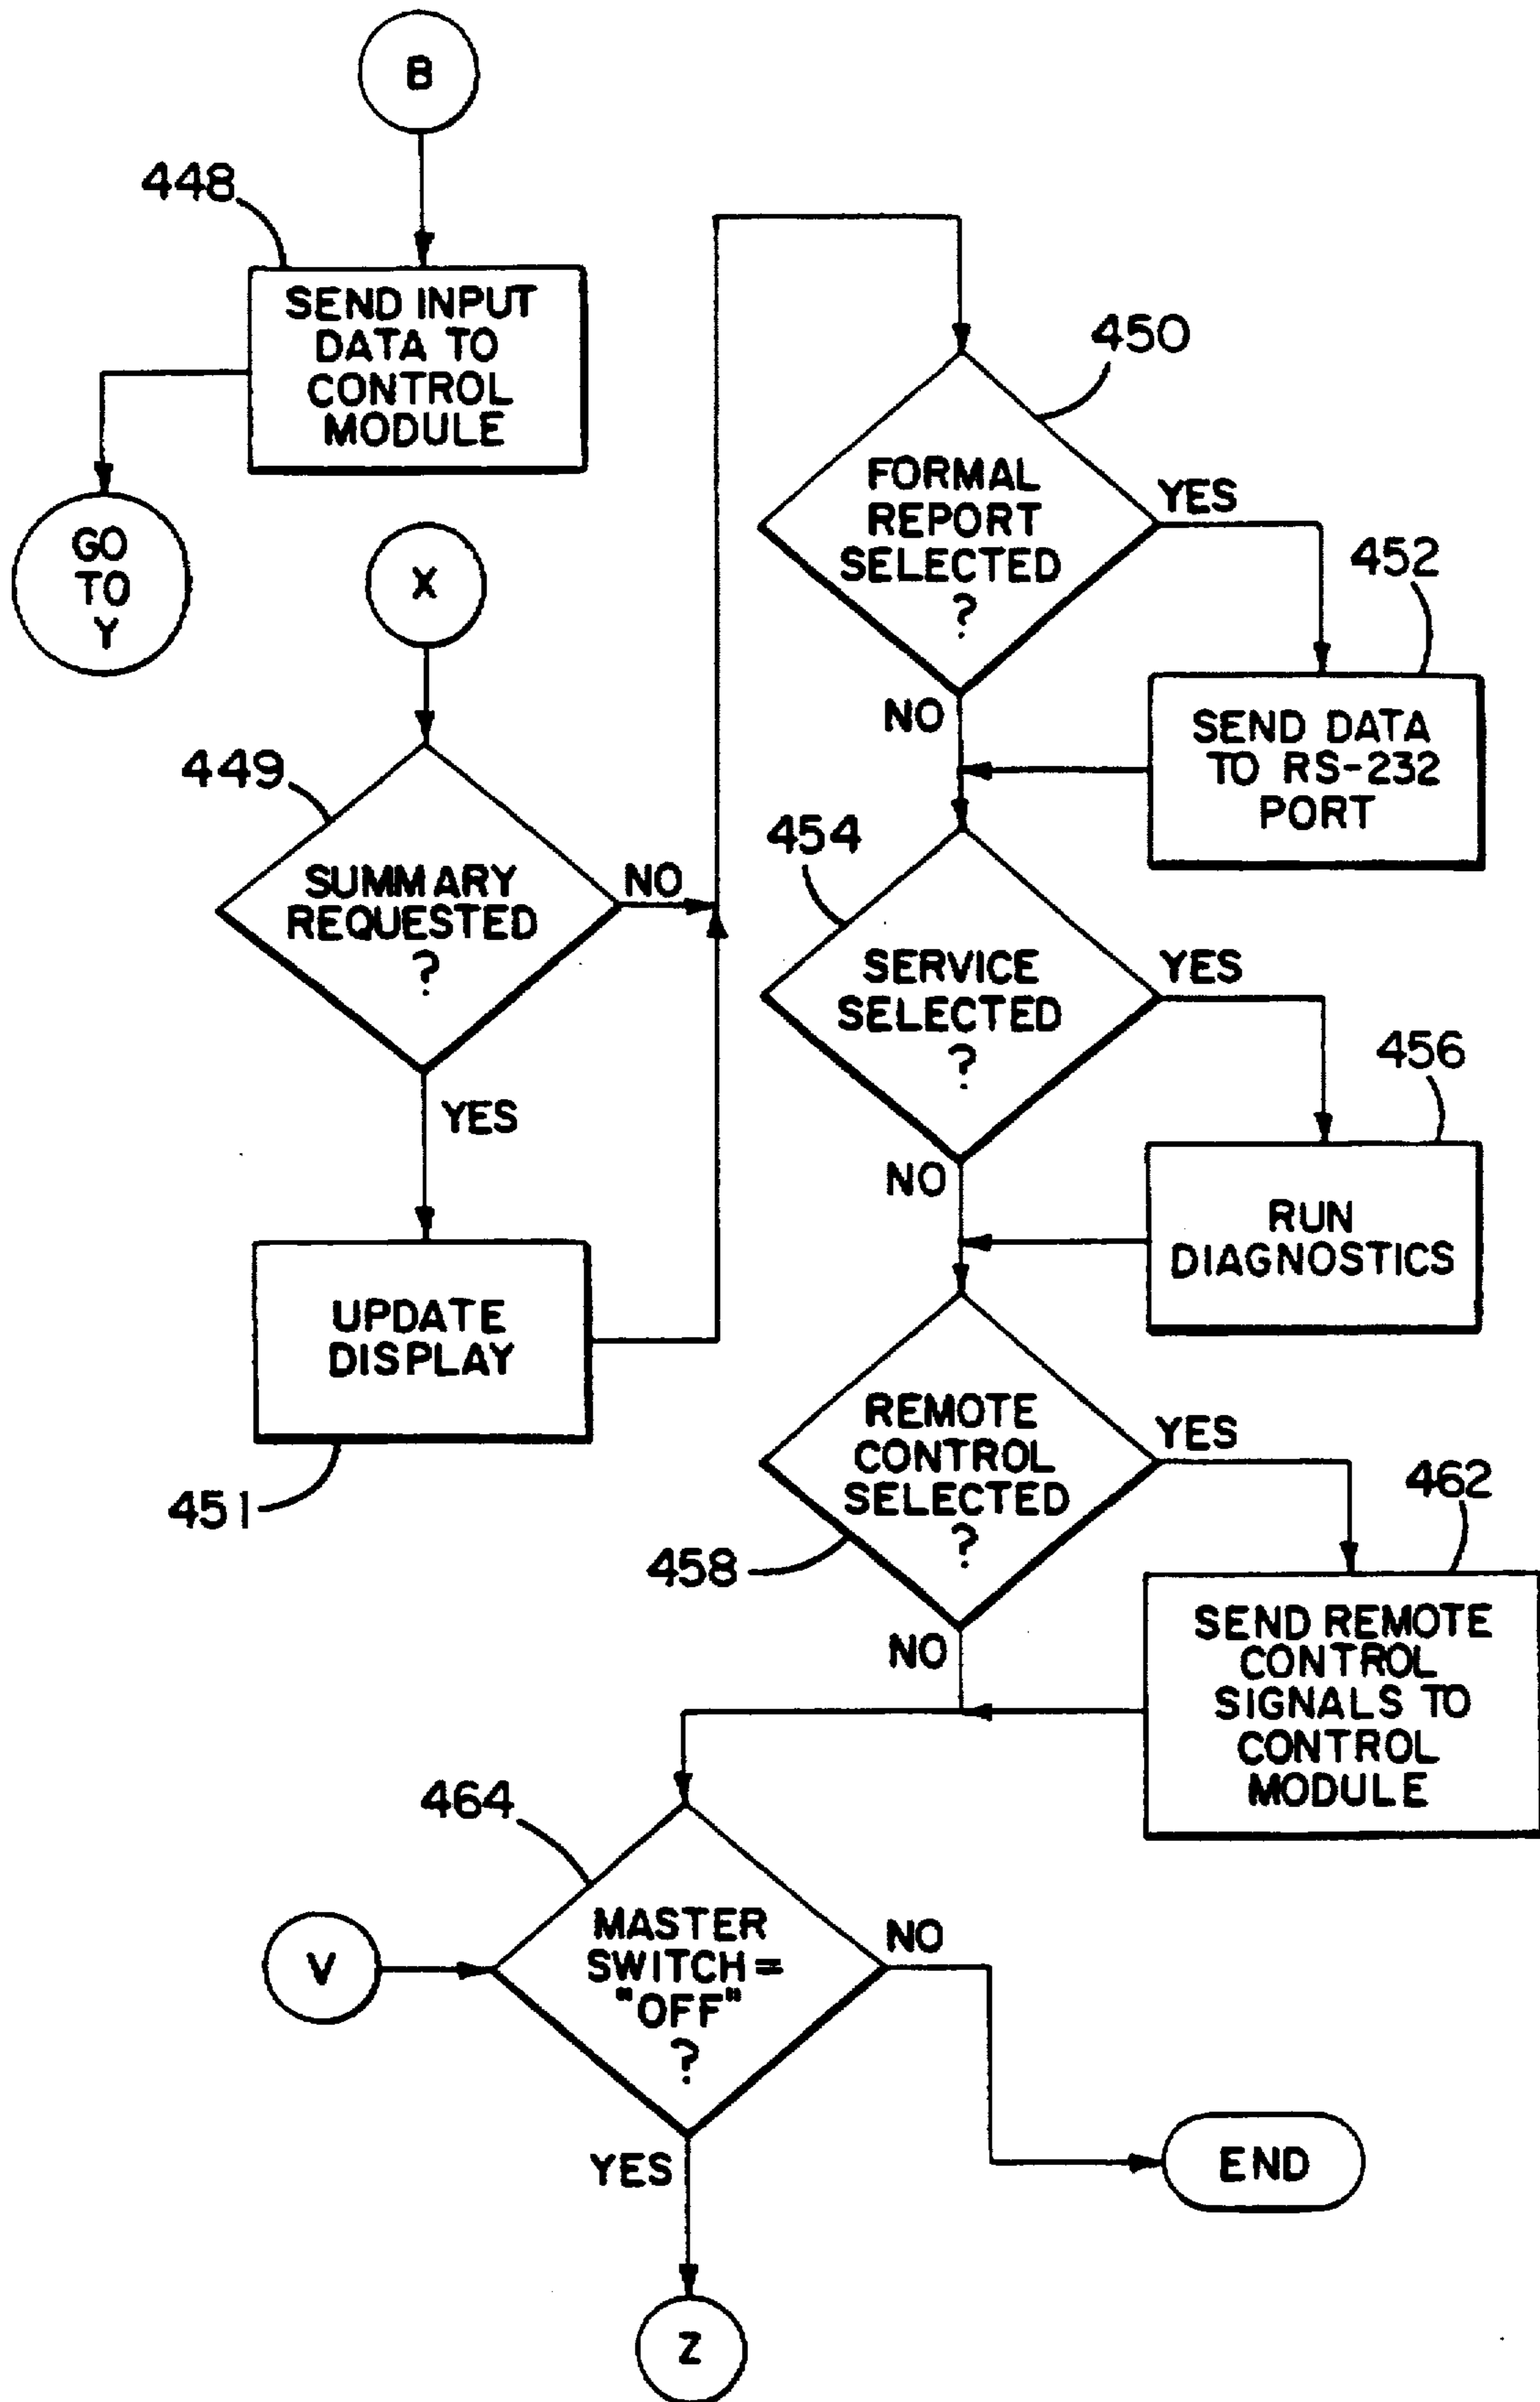 B
448
SEND INPUT
DATA TO
CONTROL
MODULE
GO
TO
Y
X
449
SUMMARY
REQUESTED
?
NO
YES
UPDATE
DISPLAY
451
450
FORMAL
REPORT
SELECTED
?
YES
NO
452
SEND DATA
TO RS-232
PORT
454
SERVICE
SELECTED
?
YES
NO
456
RUN
DIAGNOSTICS
REMOTE
CONTROL
SELECTED
?
458
YES
NO
462
SEND REMOTE
CONTROL
SIGNALS TO
CONTROL
MODULE
464
V
MASTER
SWITCH =
"OFF"
?
NO
YES
END
Z